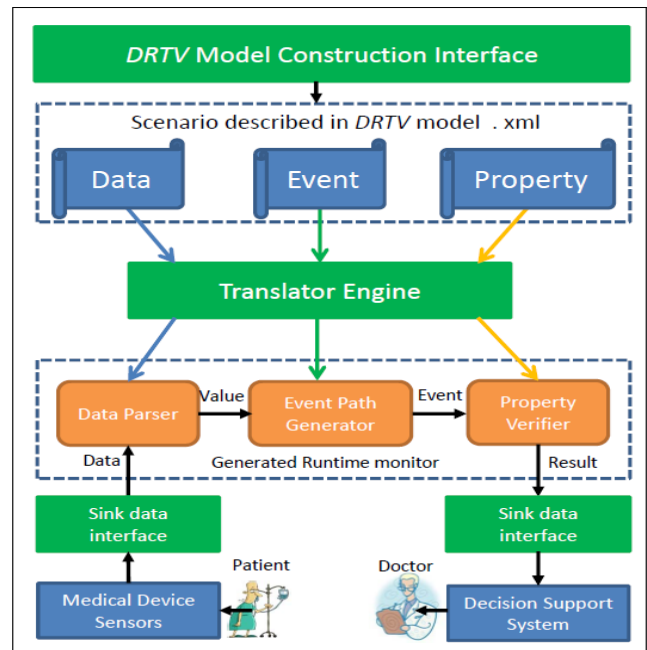 DRTV Model Construction Interface
Scenario described in DRTV model . xml
Data
Event
Property
Translator Engine
Data Parser
Value
Event Path
Generator
Event
Property
Verifier
Data
Generated Runtime monitor
Result
Sink data
interface
Sink data
interface
Patient
Doctor
Medical Device
Sensors
Decision Support
System